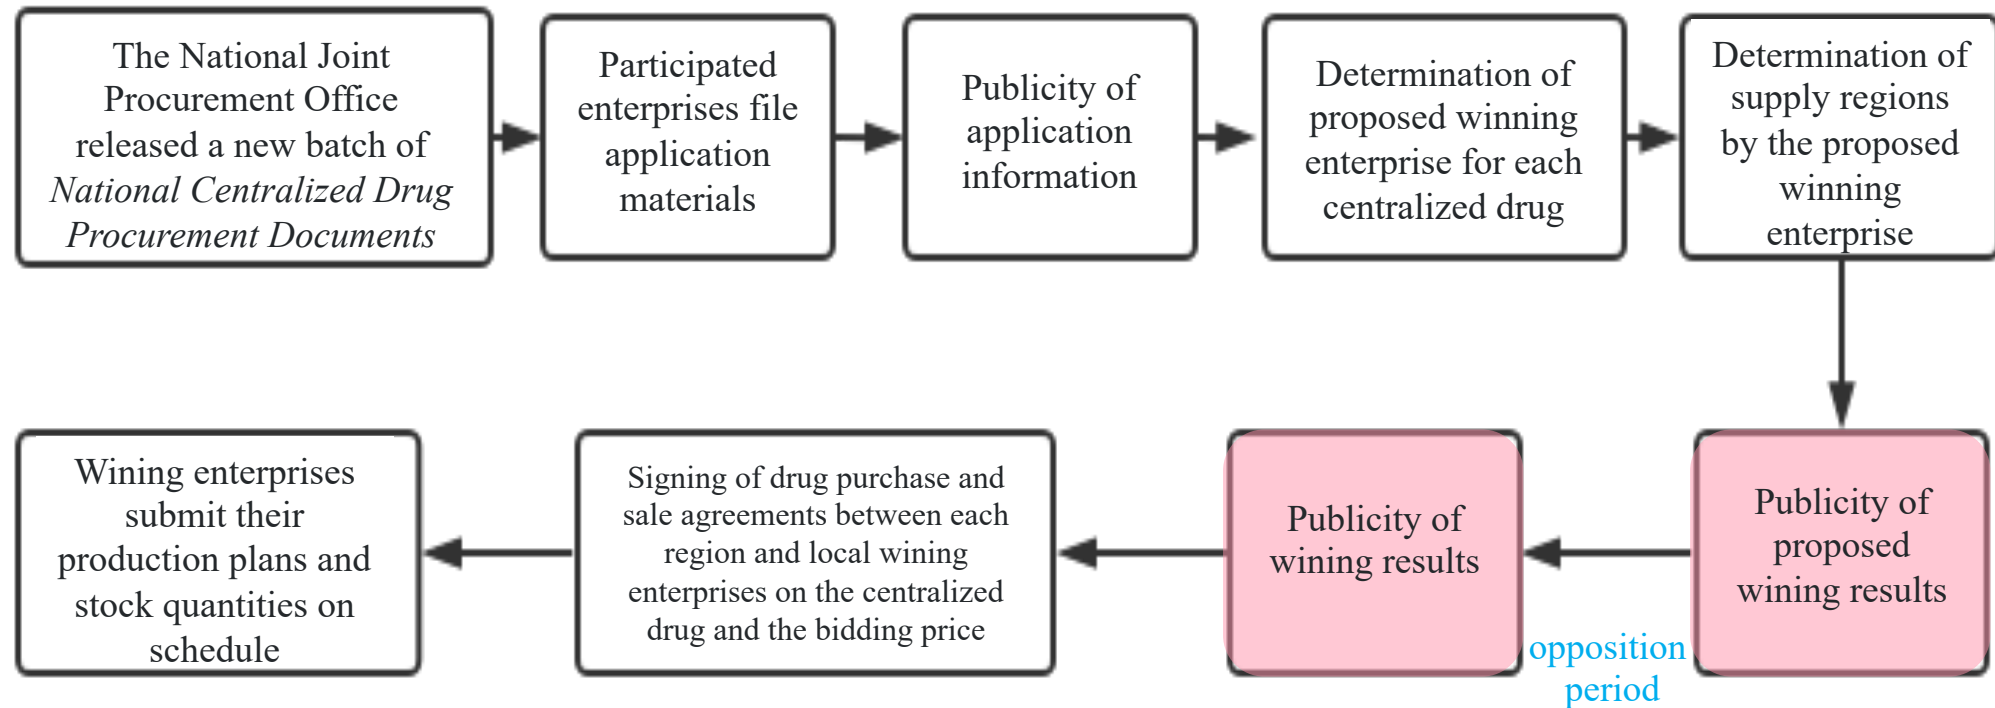 The National Joint
Procurement Office
released a new batch of
National Centralized Drug
Procurement Documents
Participated
enterprises file
application
materials
Publicity of
application
information
Determination of
proposed winning
enterprise for each
centralized drug
Determination of
supply regions
by the proposed
winning
enterprise
Publicity of
proposed
wining results
opposition
period
Publicity of
wining results
Signing of drug purchase and
sale agreements between each
region and local wining
enterprises on the centralized
drug and the bidding price
Wining enterprises
submit their
production plans and
stock quantities on
schedule